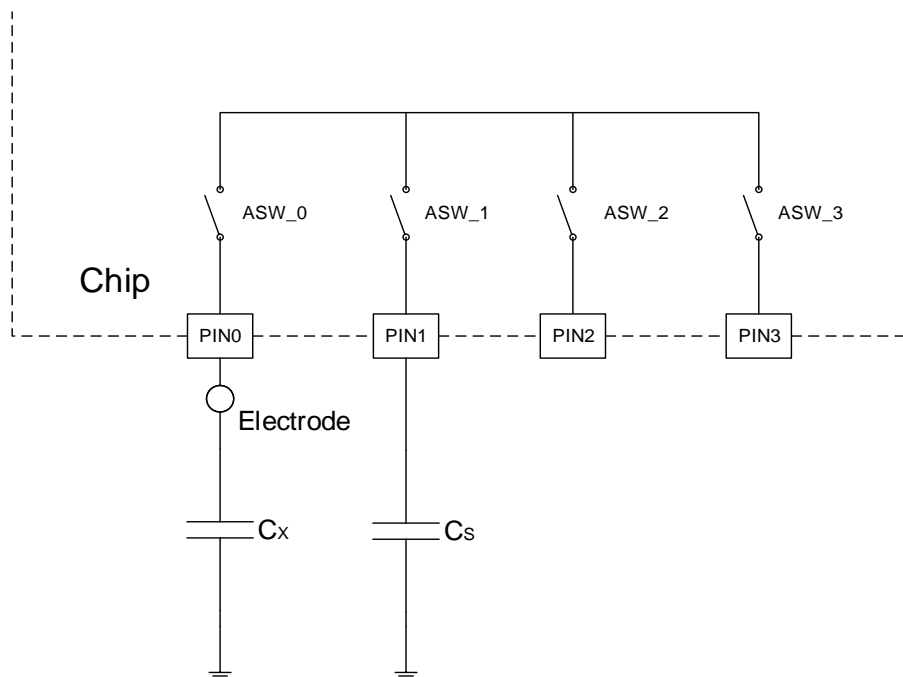 ASW_0
ASW_1
ASW_2
ASW_3
Chip
PIN0
PIN1
PIN2
PIN3
Electrode
CX
CS